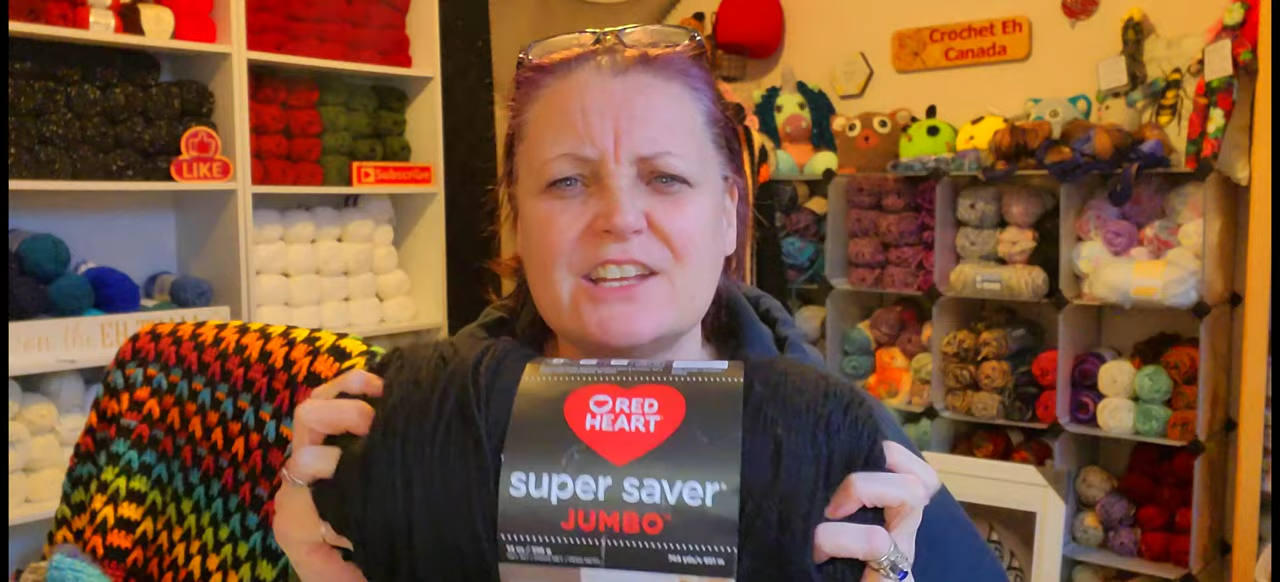 Crochet Eh
Canada
LIKE
Subscribe
RED
HEART
super saver
JUMBO